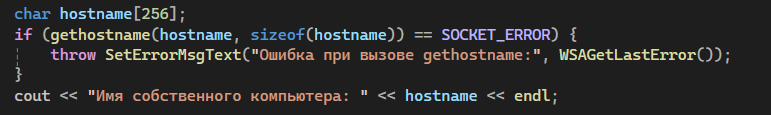 char hostname[256];
if (gethostname(hostname, sizeof(hostname)) == SOCKET_ERROR) {
    throw SetErrorMsgText("Ошибка при вызове gethostname:", WSAGetLastError());
}
cout << "Имя собственного компьютера: " << hostname << endl;